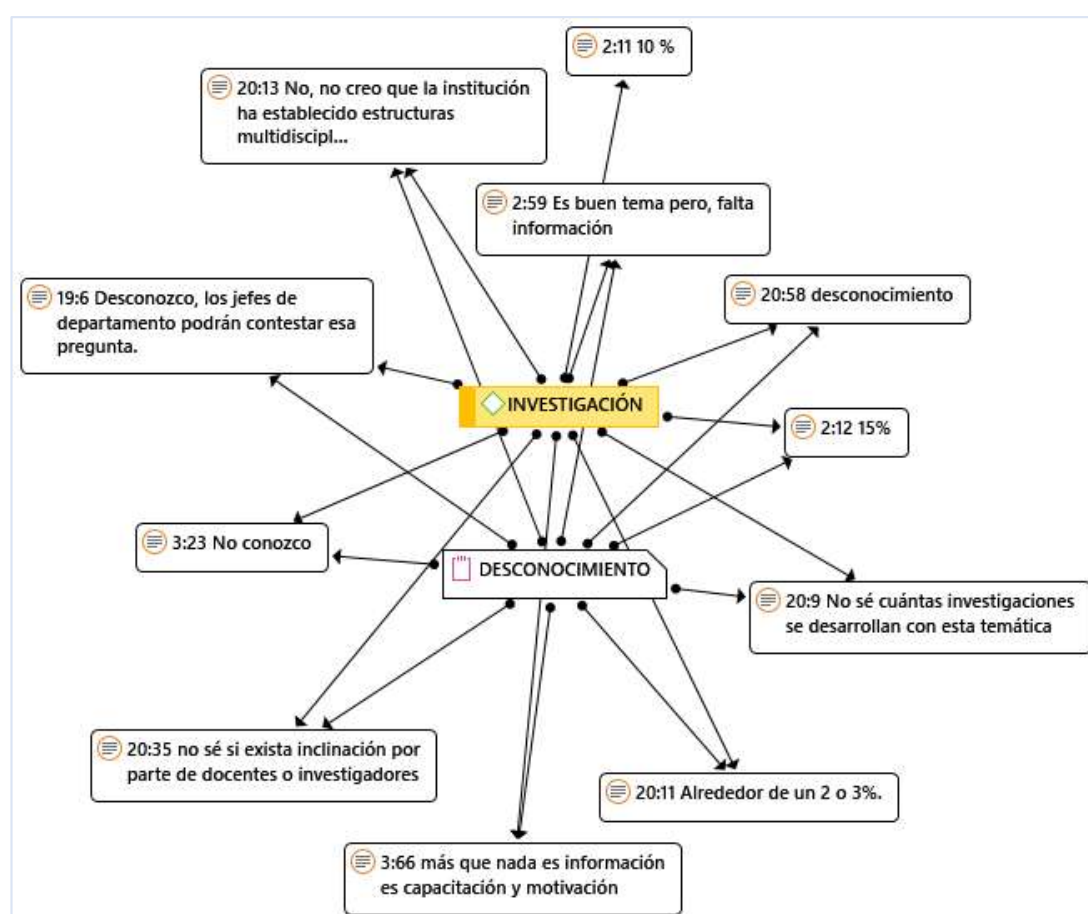 2:11 10 %
20:13 No, no creo que la institución
ha establecido estructuras
multidiscipl...
2:59 Es buen tema pero, falta
información
19:6 Desconozco, los jefes de
departamento podrán contestar esa
pregunta.
20:58 desconocimiento
INVESTIGACIÓN
2:12 15%
3:23 No conozco
DESCONOCIMIENTO
20:9 No sé cuántas investigaciones
se desarrollan con esta temática
20:35 no sé si exista inclinación por
parte de docentes o investigadores
20:11 Alrededor de un 2 o 3%.
3:66 más que nada es información
es capacitación y motivación